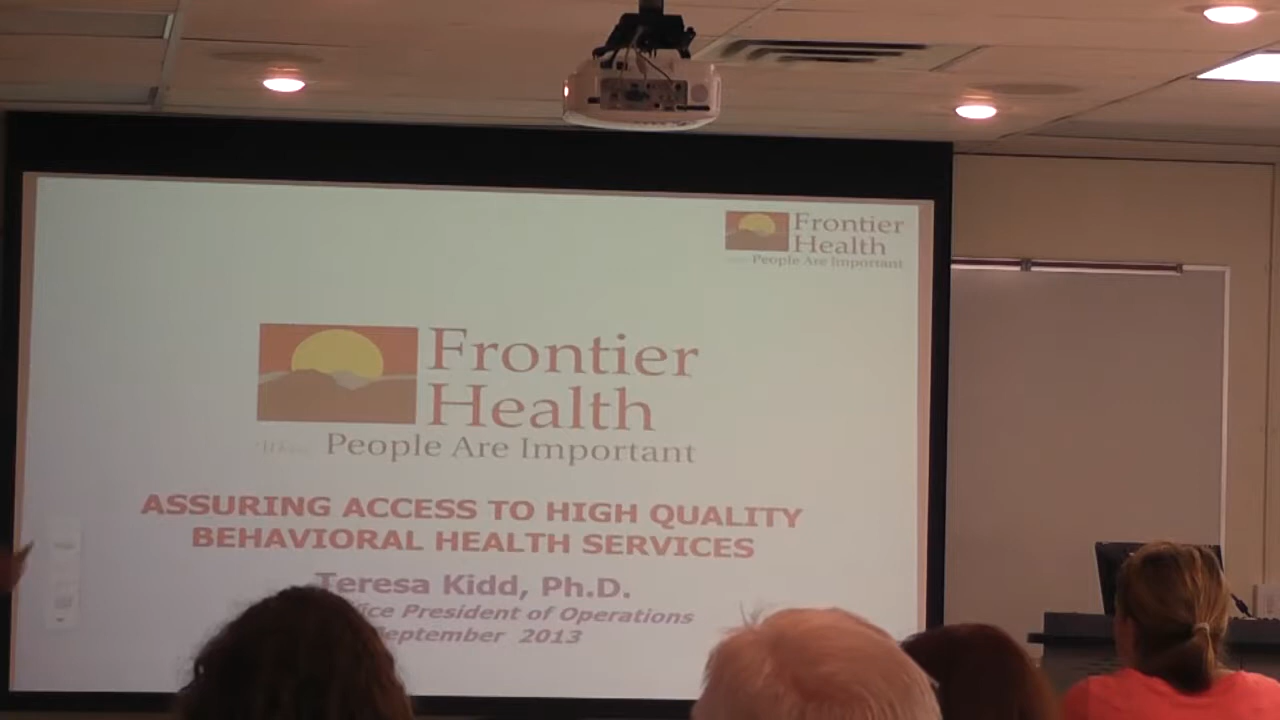 Frontier
Health
People Are Important
Frontier
Health
People Are Important
ASSURING ACCESS TO HIGH QUALITY
BEHAVIORAL HEALTH SERVICES
Teresa Kidd, Ph.D.
Vice President of Operations
September 2013